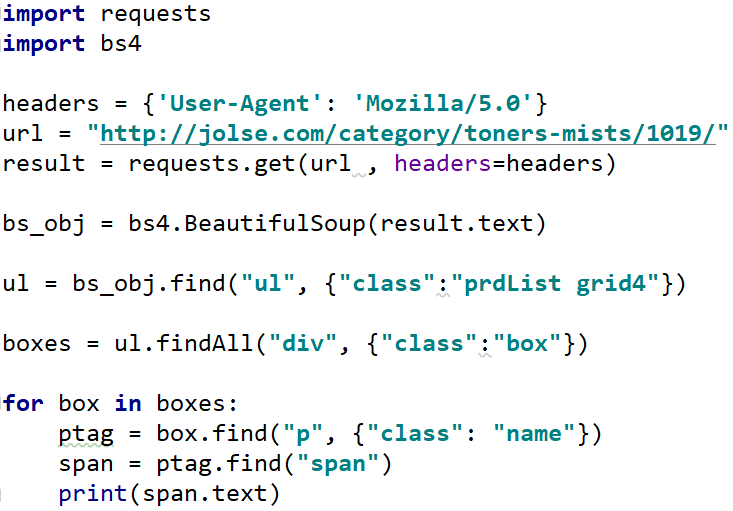 import requests
import bs4
headers = {'User-Agent': 'Mozilla/5.0'}
url = "http://jolse.com/category/toners-mists/1019/"
result = requests.get(url , headers=headers)
bs_obj = bs4.BeautifulSoup(result.text)
ul = bs_obj.find("ul", {"class":"prdList grid4"})
boxes = ul.findAll("div", {"class":"box"})
for box in boxes:
    ptag = box.find("p", {"class": "name"})
    span = ptag.find("span")
    print(span.text)